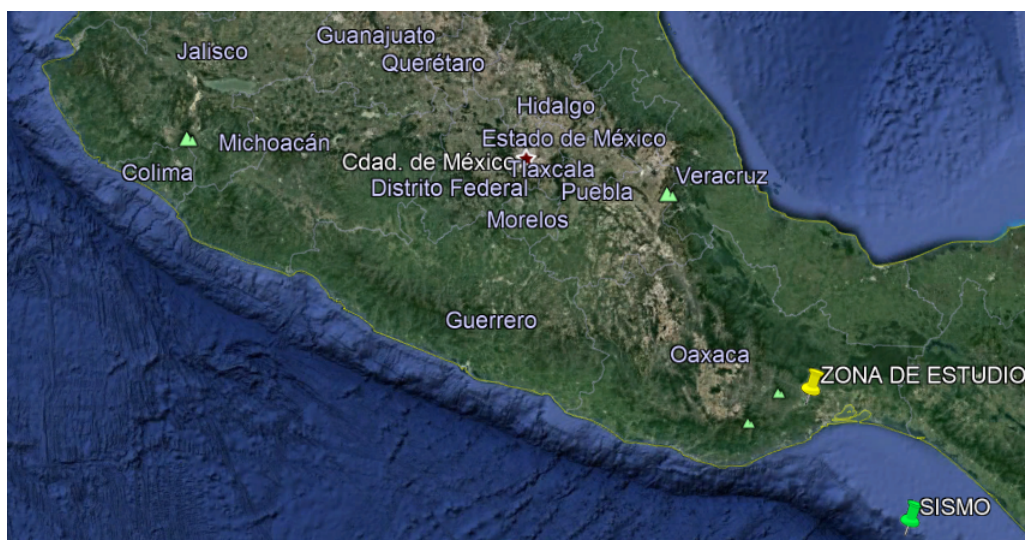 Guanajuato
Jalisco
Querétaro
Hidalgo
Estado de México
Michoacán
Cdad. de México
Tlaxcala
Colima
Distrito Federal
Puebla
Veracruz
Morelos
Guerrero
Oaxaca
ZONA DE ESTUDIO
SISMO